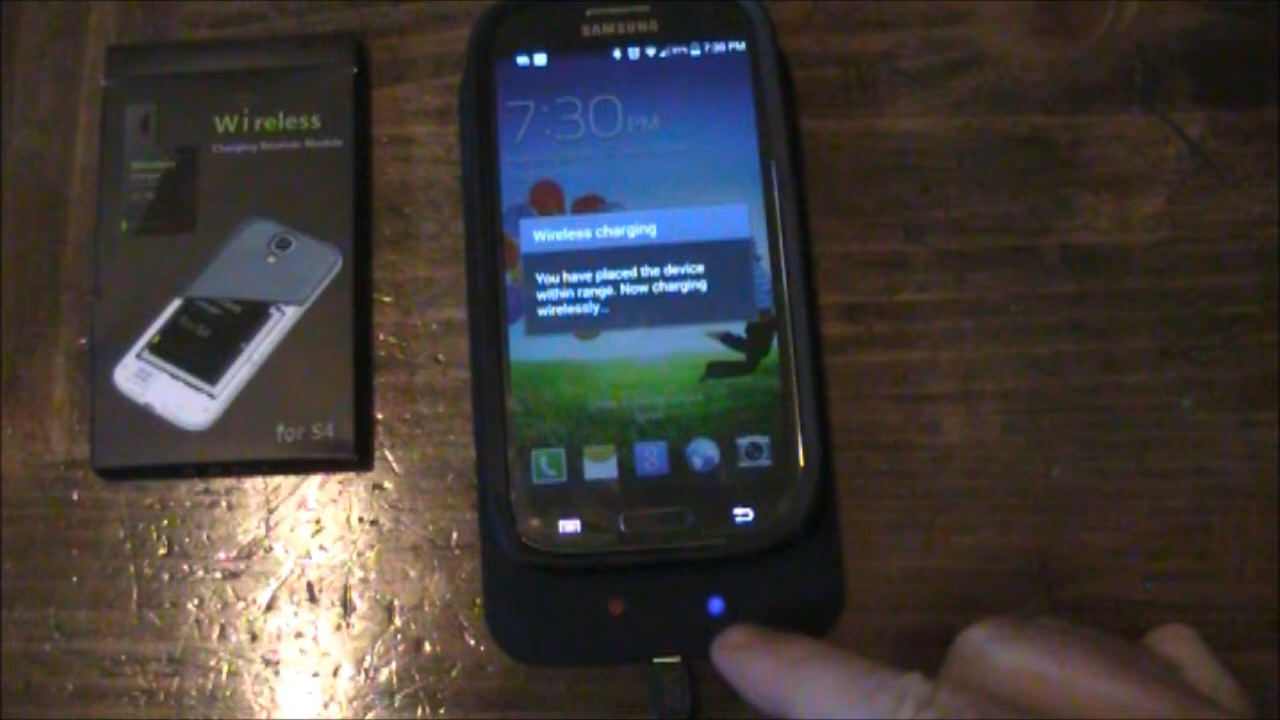 Wireless
Charging Receiver Module
for S4
SAMSUNG
7:30 PM
7:30 PM
Wireless charging
You have placed the device
within range. Now charging
wirelessly...